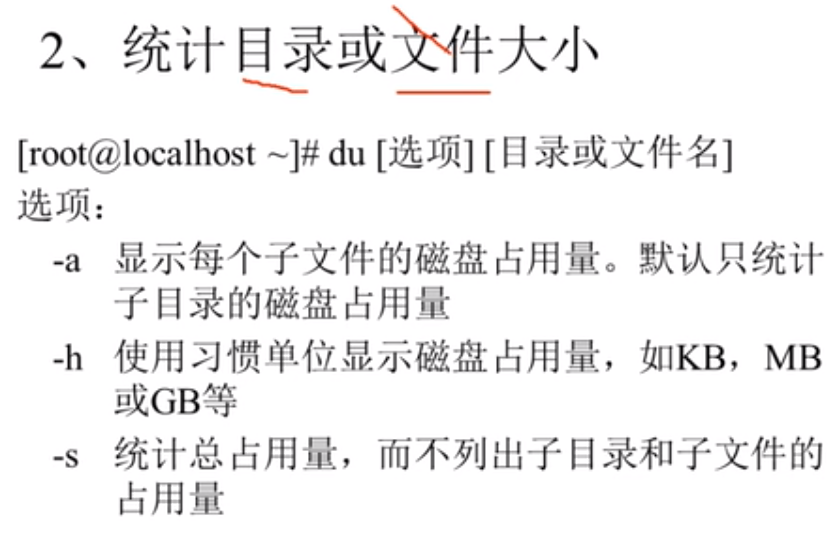 2、统计目录或文件大小
[root@localhost ~]# du [选项] [目录或文件名]
选项：
-a 显示每个子文件的磁盘占用量。默认只统计
子目录的磁盘占用量
-h 使用习惯单位显示磁盘占用量，如KB，MB
或GB等
-s 统计总占用量，而不列出子目录和子文件的
占用量